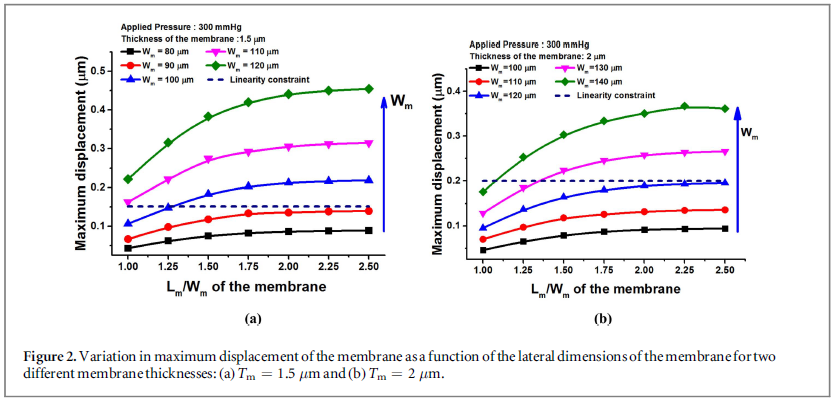 Applied Pressure : 300 mmHg
Thickness of the membrane :1.5 µm
Wm = 80 µm
Wm = 110 µm
Wm = 90 µm
Wm = 120 µm
Wm = 100 µm
Linearity constraint
0.5
0.4
0.3
0.2
0.1
Maximum displacement (µm)
Wm
1.00 1.25 1.50 1.75 2.00 2.25 2.50
Lm/Wm of the membrane
(a)
Applied Pressure : 300 mmHg
Thickness of the membrane: 2 µm
Wm=100 µm
Wm=130 µm
Wm=110 µm
Wm=140 µm
Wm=120 µm
Linearity constraint
0.4
0.3
0.2
0.1
Maximum displacement (µm)
Wm
1.00 1.25 1.50 1.75 2.00 2.25 2.50
Lm/Wm of the membrane
(b)
Figure 2. Variation in maximum displacement of the membrane as a function of the lateral dimensions of the membrane for two
different membrane thicknesses: (a) Tm = 1.5 µm and (b) Tm = 2 µm.